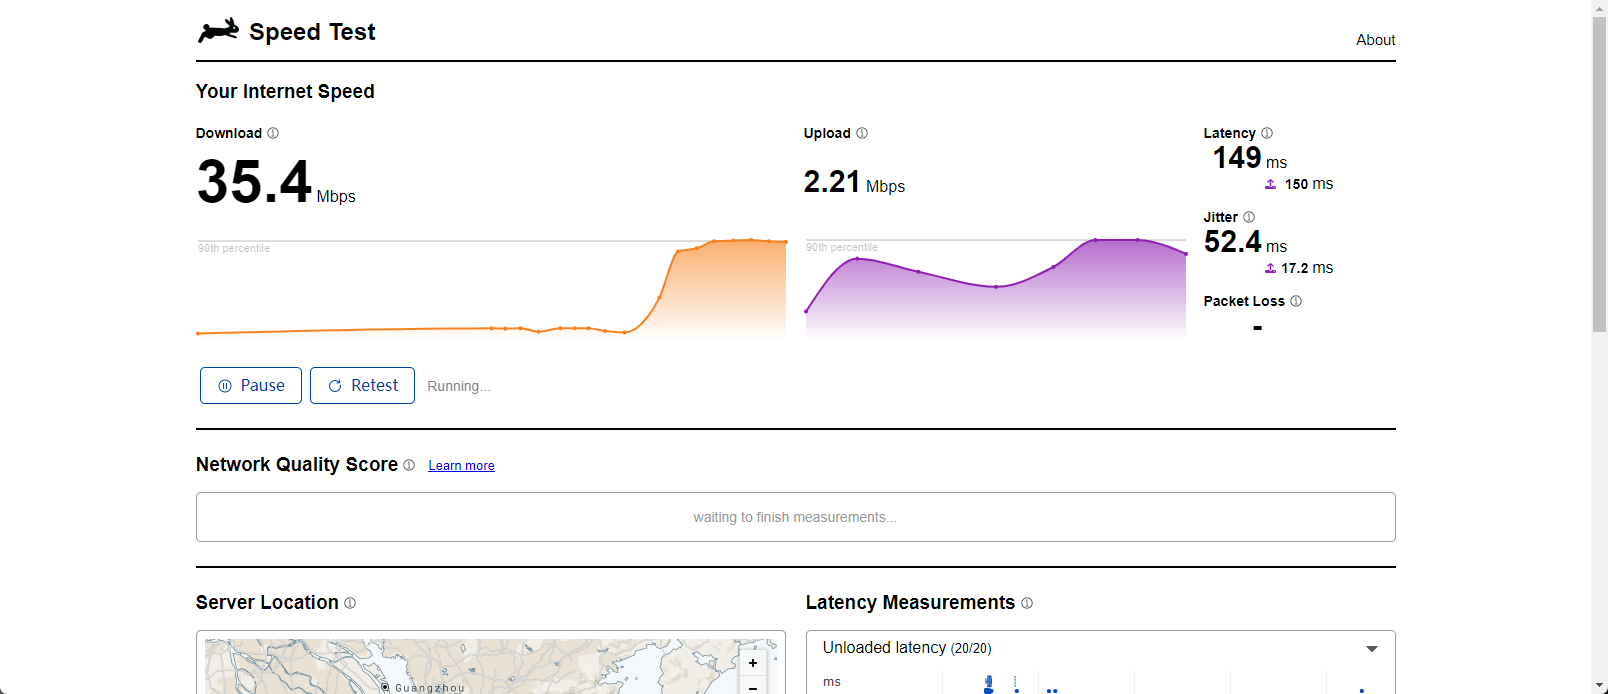 Speed Test
About
Your Internet Speed
Download
35.4 Mbps
90th percentile
Upload
2.21 Mbps
90th percentile
Latency
149 ms
150 ms
Jitter
52.4 ms
17.2 ms
Packet Loss
-
Pause
Retest
Running...
Network Quality Score
Learn more
waiting to finish measurements...
Server Location
+
−
Guangzhou
Latency Measurements
Unloaded latency (20/20)
ms